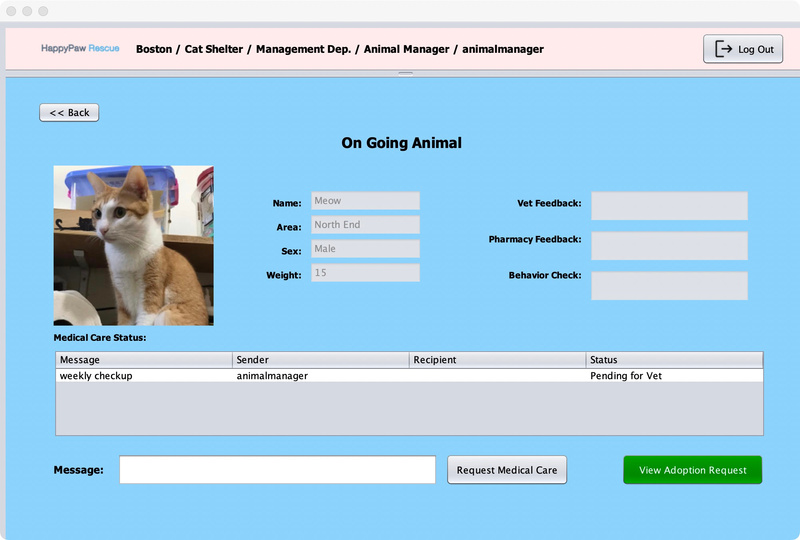 HappyPaw Rescue
Boston / Cat Shelter / Management Dep. / Animal Manager / animalmanager
Log Out
<< Back
On Going Animal
Name: Meow
Area: North End
Sex: Male
Weight: 15
Vet Feedback:
Pharmacy Feedback:
Behavior Check:
Medical Care Status:
Message Sender Recipient Status
weekly checkup animalmanager Pending for Vet
Message:
Request Medical Care
View Adoption Request